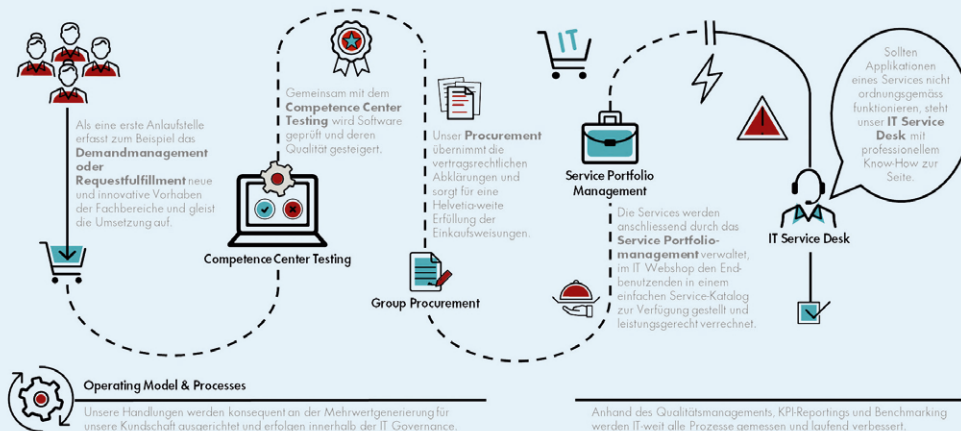 Als eine erste Anlaufstelle
erfasst zum Beispiel das
Demandmanagement
oder
Requestfulfillment neue
und innovative Vorhaben
der Fachbereiche und gleist
die Umsetzung auf.
Gemeinsam mit dem
Competence Center
Testing wird Software
geprüft und deren
Qualität gesteigert.
Competence Center Testing
Unser Procurement
übernimmt die
vertragsrechtlichen
Abklärungen und
sorgt für eine
Helvetia-weite
Erfüllung der
Einkaufsweisungen.
Group Procurement
IT
Service Portfolio
Management
Die Services werden
anschliessend durch das
Service Portfolio-
management verwaltet,
im IT Webshop den End-
benutzenden in einem
einfachen Service-Katalog
zur Verfügung gestellt und
leistungsgerecht verrechnet.
Sollten
Applikationen
eines Services nicht
ordnungsgemäss
funktionieren, steht
unser IT Service
Desk mit
professionellem
Know-How zur
Seite.
IT Service Desk
Operating Model & Processes
Unsere Handlungen werden konsequent an der Mehrwertgenerierung für
unsere Kundschaft ausgerichtet und erfolgen innerhalb der IT Governance.
Anhand des Qualitätsmanagements, KPI-Reportings und Benchmarking
werden IT-weit alle Prozesse gemessen und laufend verbessert.